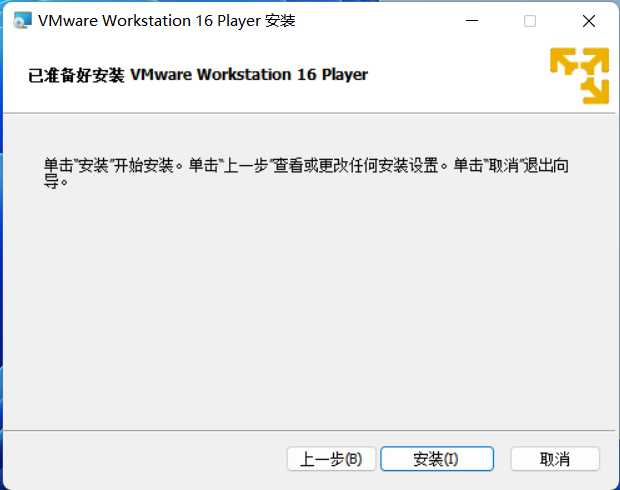 VMware Workstation 16 Player 安装
已准备好安装 VMware Workstation 16 Player
单击“安装”开始安装。单击“上一步”查看或更改任何安装设置。单击“取消”退出向
导。
上一步(B) 安装(I) 取消